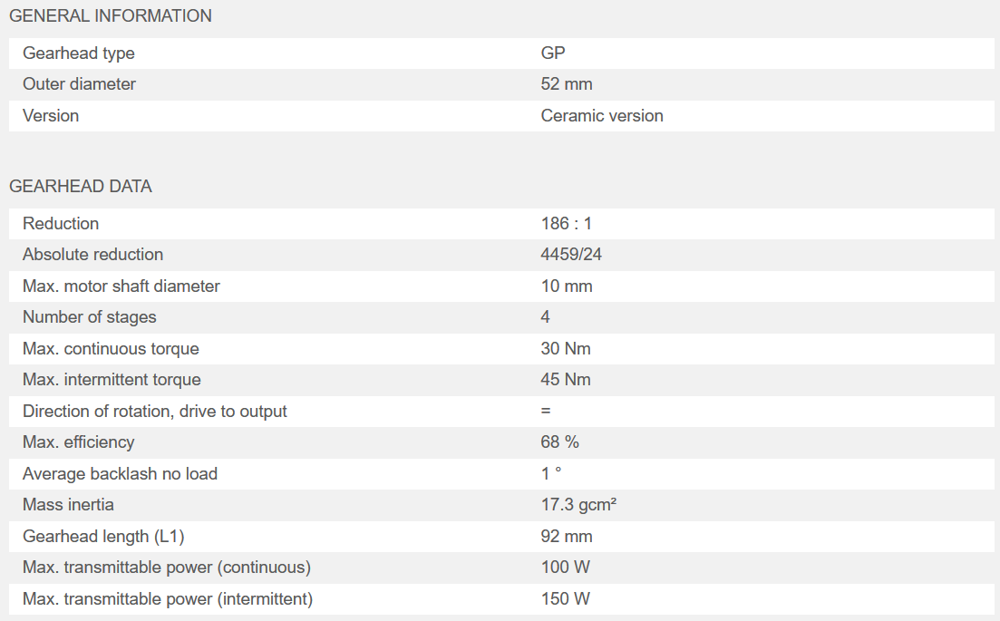 GENERAL INFORMATION
Gearhead type GP
Outer diameter 52 mm
Version Ceramic version
GEARHEAD DATA
Reduction 186 : 1
Absolute reduction 4459/24
Max. motor shaft diameter 10 mm
Number of stages 4
Max. continuous torque 30 Nm
Max. intermittent torque 45 Nm
Direction of rotation, drive to output =
Max. efficiency 68 %
Average backlash no load 1 °
Mass inertia 17.3 gcm²
Gearhead length (L1) 92 mm
Max. transmittable power (continuous) 100 W
Max. transmittable power (intermittent) 150 W